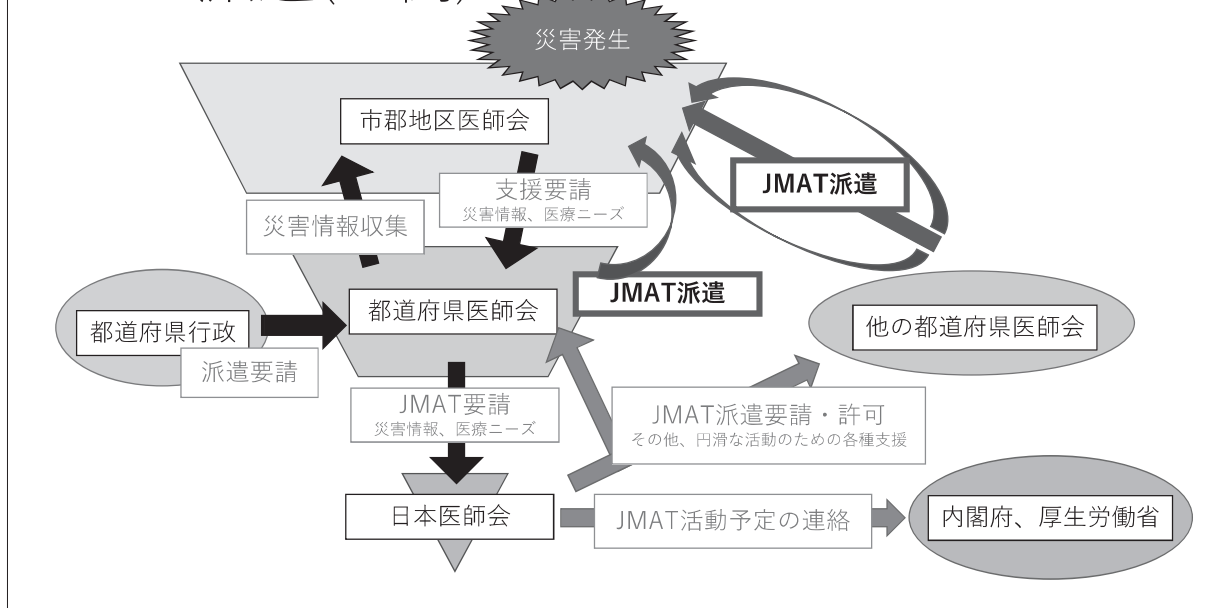 災害発生
市郡地区医師会
支援要請
災害情報、医療ニーズ
災害情報収集
JMAT派遣
JMAT派遣
都道府県医師会
都道府県行政
派遣要請
他の都道府県医師会
JMAT要請
災害情報、医療ニーズ
JMAT派遣要請・許可
その他、円滑な活動のための各種支援
日本医師会
JMAT活動予定の連絡
内閣府、厚生労働省